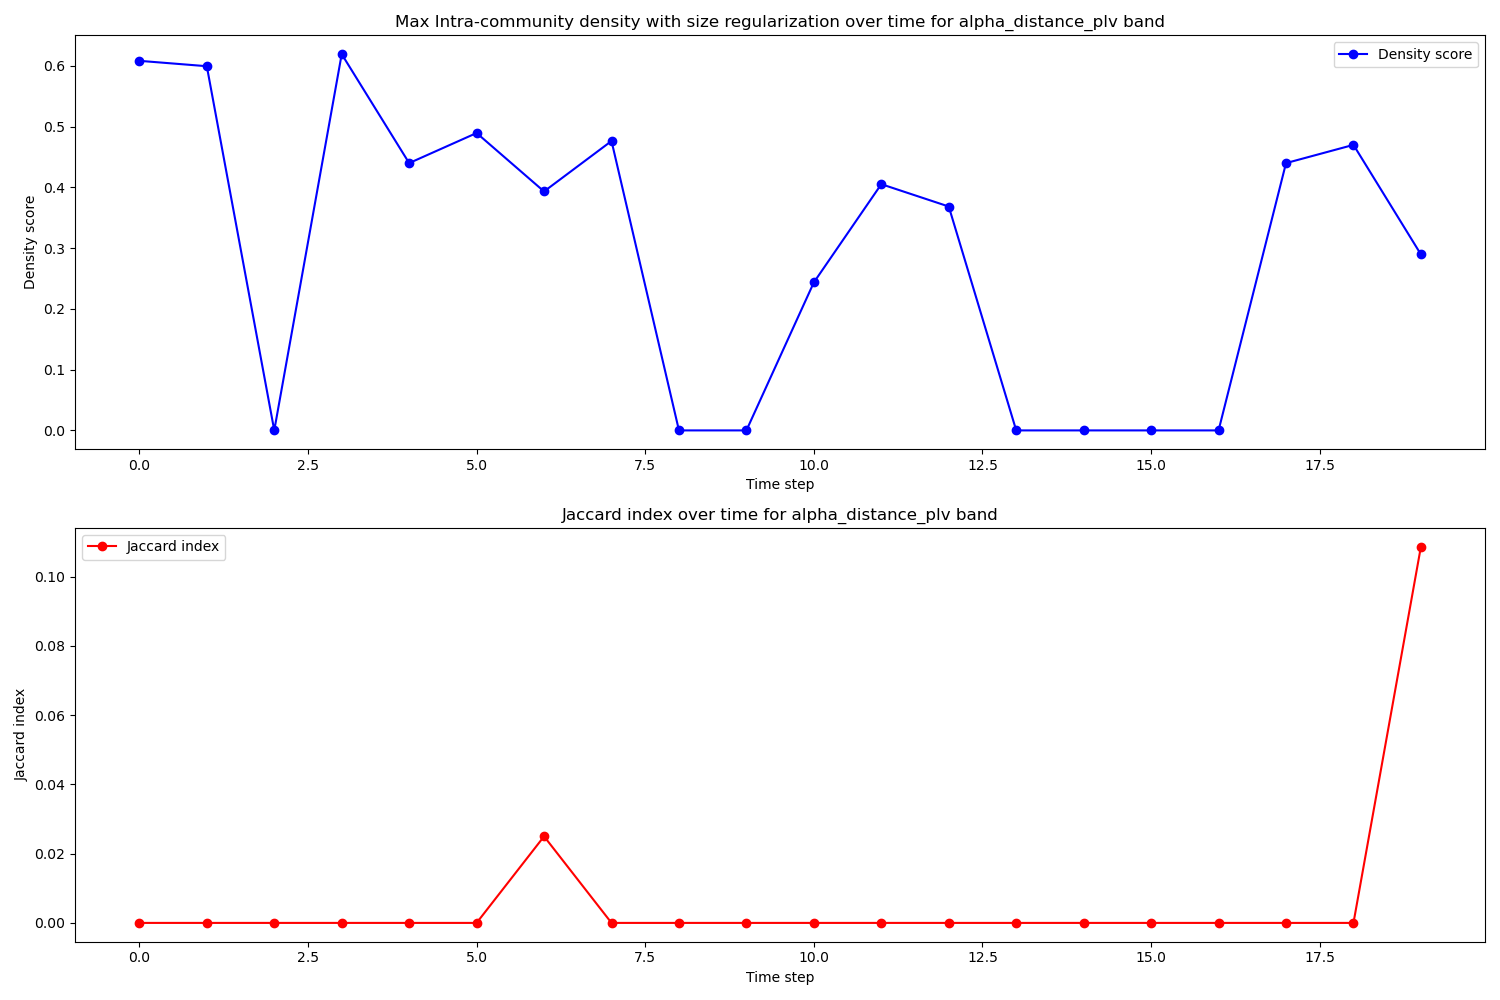 Max Intra-community density with size regularization over time for alpha_distance_plv band
Density score
0.6
0.5
0.4
0.3
0.2
0.1
0.0
Density score
0.0 2.5 5.0 7.5 10.0 12.5 15.0 17.5
Time step
Jaccard index over time for alpha_distance_plv band
Jaccard index
0.10
0.08
0.06
0.04
0.02
0.00
Jaccard index
0.0 2.5 5.0 7.5 10.0 12.5 15.0 17.5
Time step